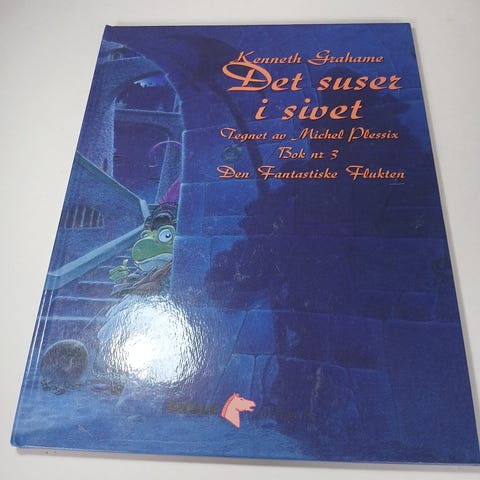 Kenneth Grahame
Det suser
i sivet
Tegnet av Michel Plessix
Bok nr 3
Den Fantastiske Flukten